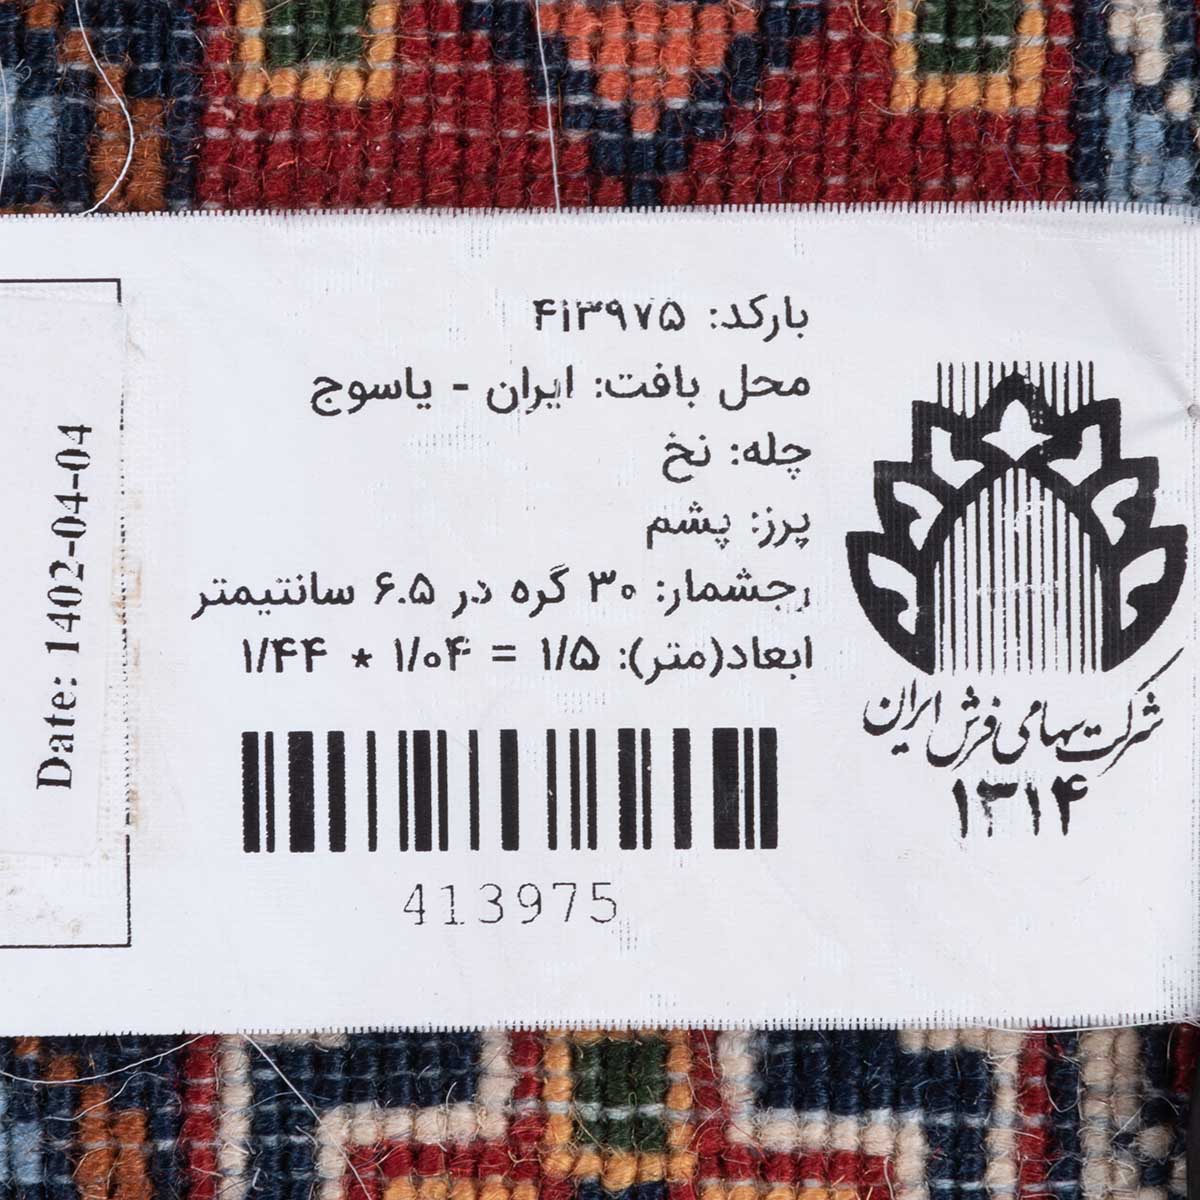 بارکد: ۴۱۳۹۷۵
محل بافت: ایران - یاسوج
چله: نخ
پرز: پشم
رجشمار: ۳۰ گره در ۶.۵ سانتیمتر
ابعاد(متر): ۱/۵ = ۱/۰۴ * ۱/۴۴
413975
شرکت سهامی فرش ایران
۱۳۱۴
Date: 1402-04-04